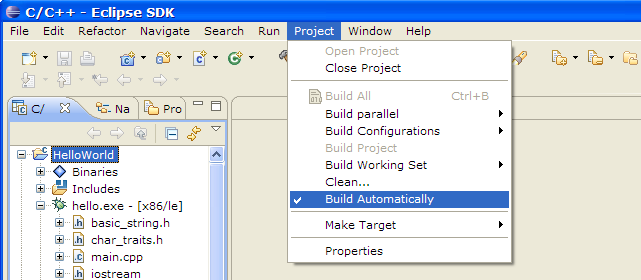 C/C++ - Eclipse SDK
File Edit Refactor Navigate Search Run Project Window Help
Open Project
Close Project
Build All Ctrl+B
Build parallel
Build Configurations
Build Project
Build Working Set
Clean...
Build Automatically
Make Target
Properties
C/ Na Pro
HelloWorld
Binaries
Includes
hello.exe - [x86/le]
basic_string.h
char_traits.h
main.cpp
iostream